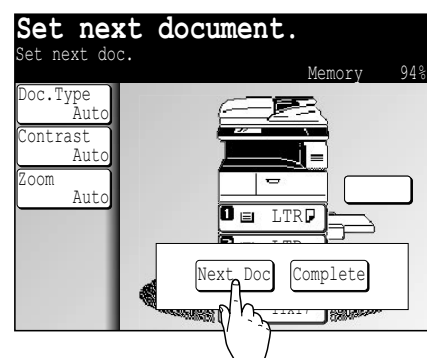 Set next document.
Set next doc.
Memory 94%
Doc.Type
Auto
Contrast
Auto
Zoom
Auto
1 LTR
Next Doc Complete